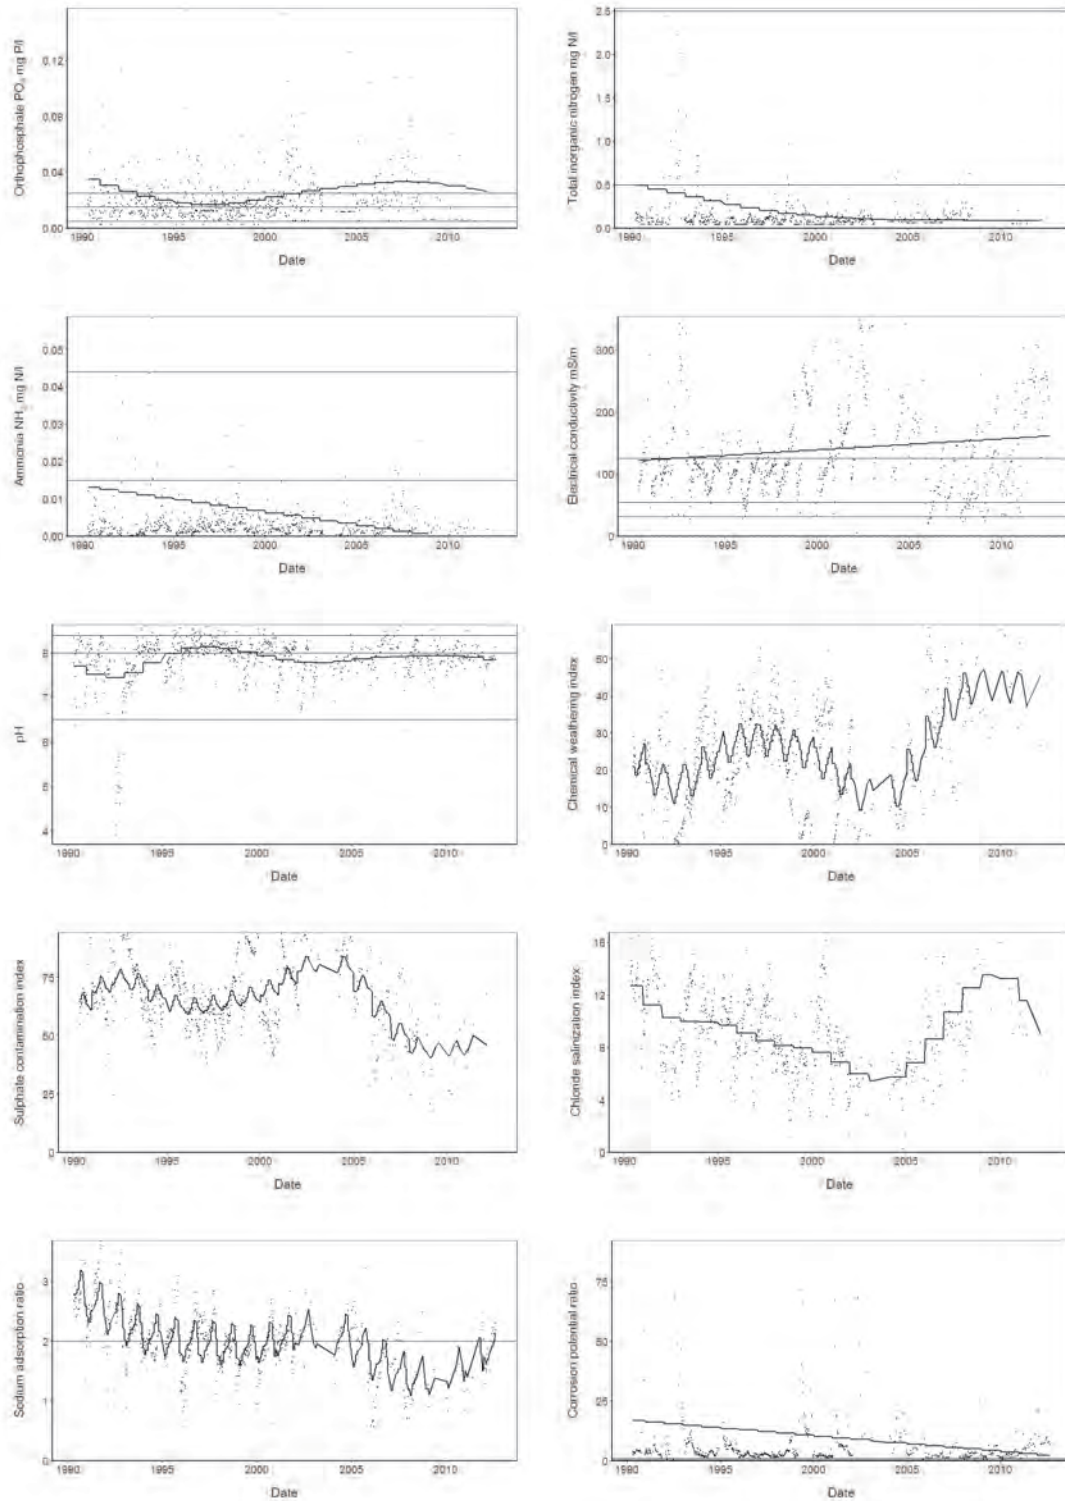 Orthophosphate PO₄ mg P/l
0.12
0.08
0.04
0.00
1990 1995 2000 2005 2010
Date
Total inorganic nitrogen mg N/l
2.5
2.0
1.5
1.0
0.5
0.0
1990 1995 2000 2005 2010
Date
Ammonia NH₃ mg N/l
0.05
0.04
0.03
0.02
0.01
0.00
1990 1995 2000 2005 2010
Date
Electrical conductivity mS/m
300
200
100
0
1990 1995 2000 2005 2010
Date
pH
8
7
6
5
4
1990 1995 2000 2005 2010
Date
Chemical weathering index
50
40
30
20
10
0
1990 1995 2000 2005 2010
Date
Sulphate contamination index
75
50
25
0
1990 1995 2000 2005 2010
Date
Chloride salinization index
16
12
8
4
0
1990 1995 2000 2005 2010
Date
Sodium adsorption ratio
3
2
1
0
1990 1995 2000 2005 2010
Date
Corrosion potential ratio
75
50
25
0
1990 1995 2000 2005 2010
Date